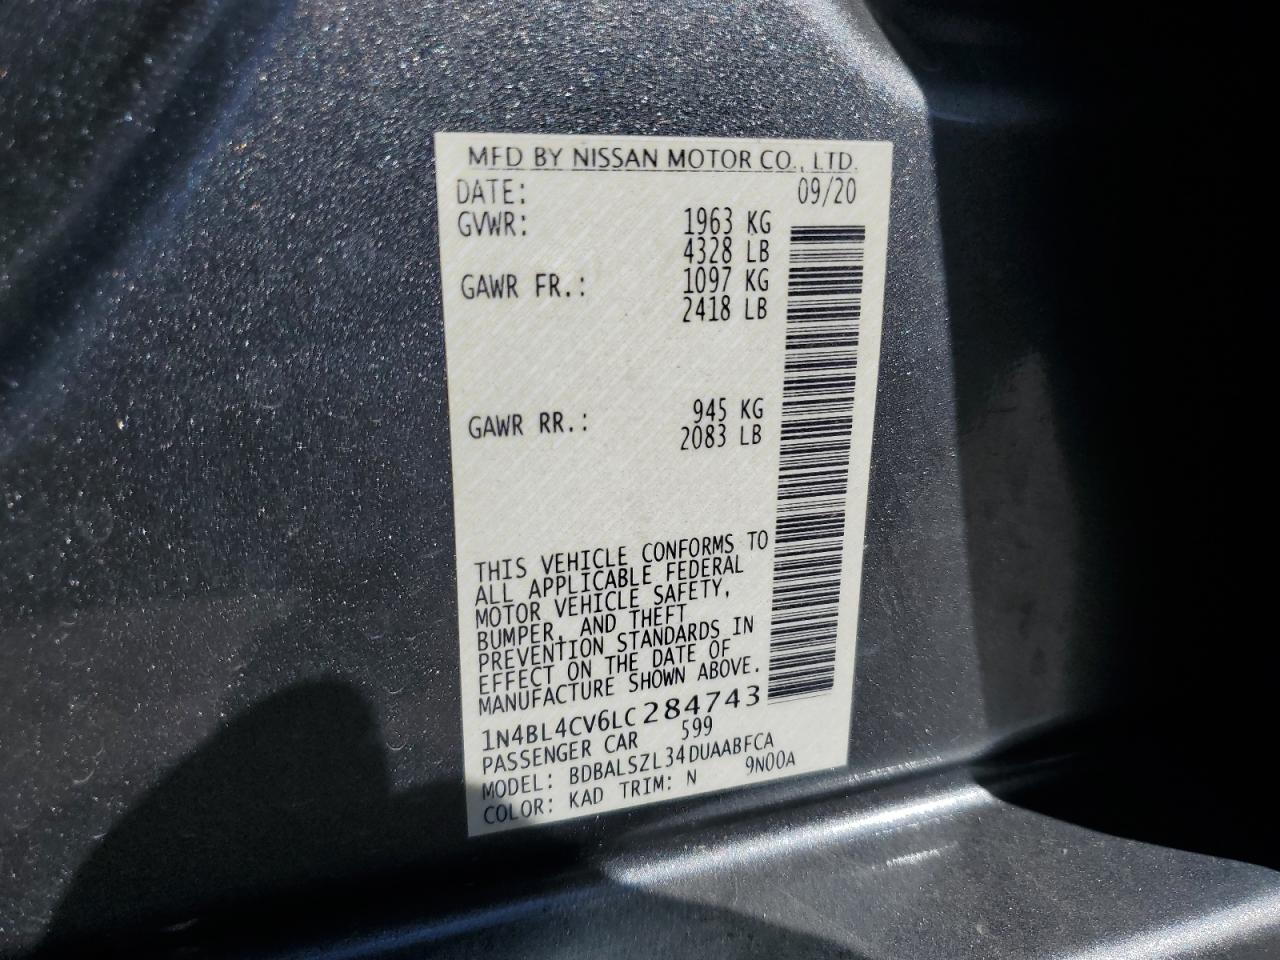 MFD BY NISSAN MOTOR CO., LTD.
DATE: 09/20
GVWR: 1963 KG
4328 LB
GAWR FR.: 1097 KG
2418 LB
GAWR RR.: 945 KG
2083 LB
THIS VEHICLE CONFORMS TO
ALL APPLICABLE FEDERAL
MOTOR VEHICLE SAFETY,
BUMPER, AND THEFT
PREVENTION STANDARDS IN
EFFECT ON THE DATE OF
MANUFACTURE SHOWN ABOVE.
1N4BL4CV6LC284743
PASSENGER CAR 599
MODEL: BDBALSZL34DUAABFCA
COLOR: KAD TRIM: N 9N00A